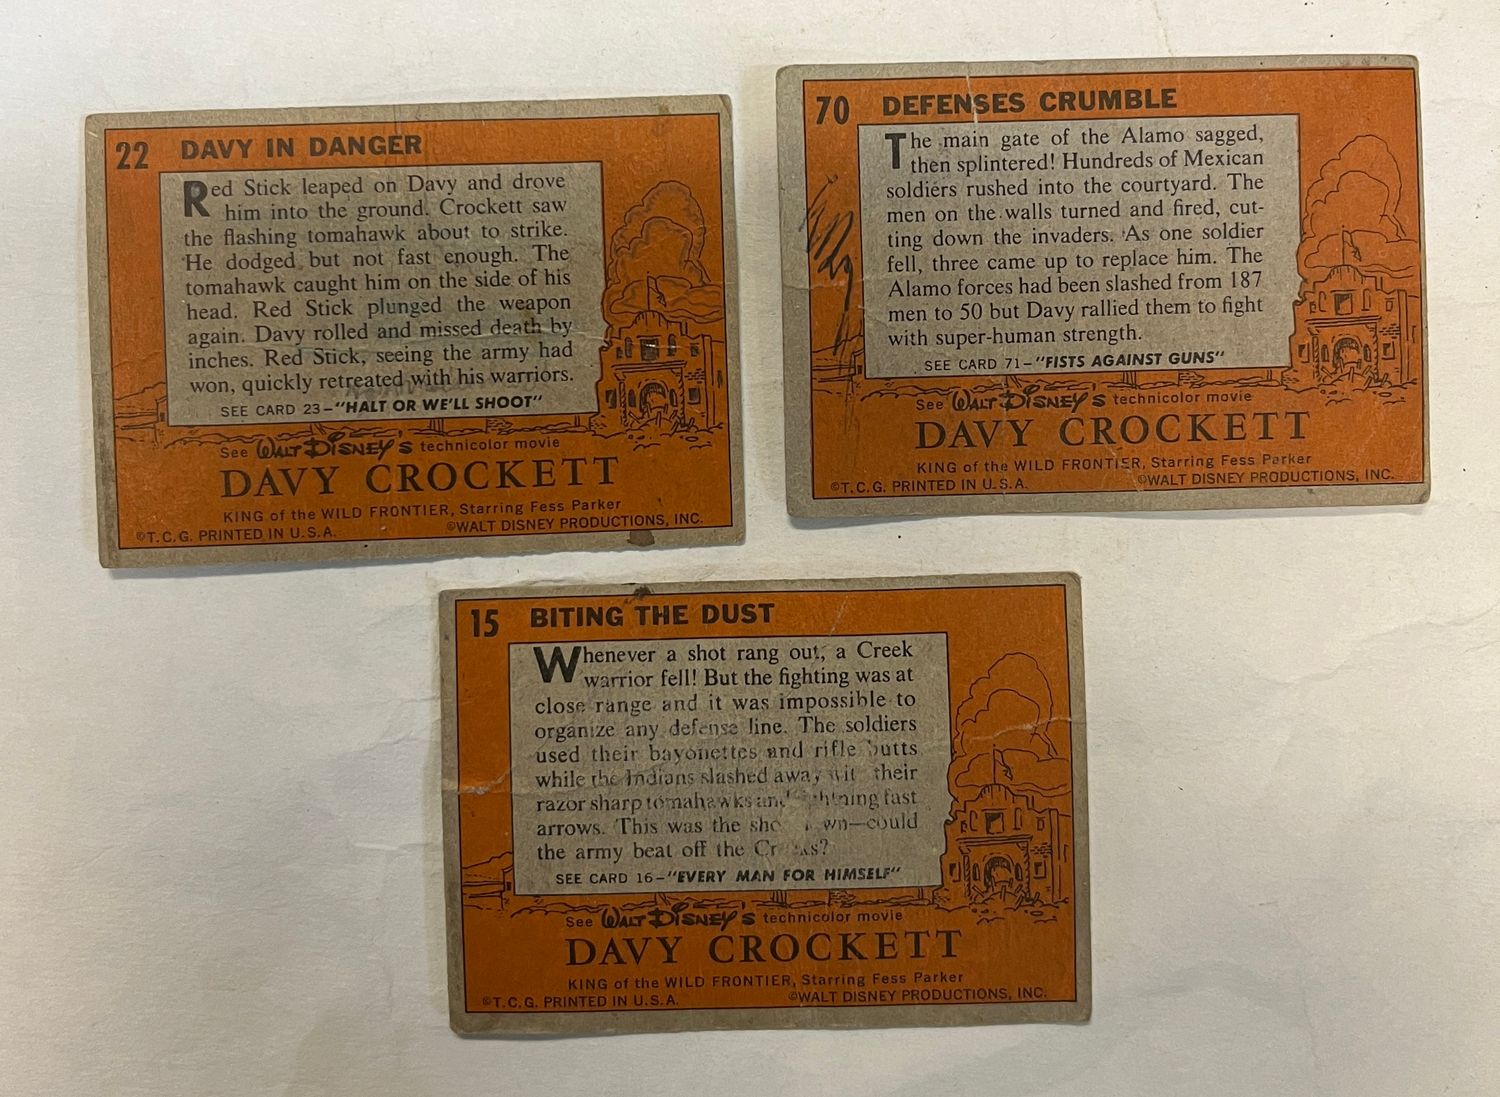 22 DAVY IN DANGER
Red Stick leaped on Davy and drove
him into the ground. Crockett saw
the flashing tomahawk about to strike.
He dodged but not fast enough. The
tomahawk caught him on the side of his
head. Red Stick plunged the weapon
again. Davy rolled and missed death by
inches. Red Stick, seeing the army had
won, quickly retreated with his warriors.
SEE CARD 23–"HALT OR WE'LL SHOOT"
See WALT DISNEY'S technicolor movie
DAVY CROCKETT
KING of the WILD FRONTIER, Starring Fess Parker
©T.C.G. PRINTED IN U.S.A. ©WALT DISNEY PRODUCTIONS, INC.
70 DEFENSES CRUMBLE
The main gate of the Alamo sagged,
then splintered! Hundreds of Mexican
soldiers rushed into the courtyard. The
men on the walls turned and fired, cut-
ting down the invaders. As one soldier
fell, three came up to replace him. The
Alamo forces had been slashed from 187
men to 50 but Davy rallied them to fight
with super-human strength.
SEE CARD 71–"FISTS AGAINST GUNS"
See WALT DISNEY'S technicolor movie
DAVY CROCKETT
KING of the WILD FRONTIER, Starring Fess Parker
©T.C.G. PRINTED IN U.S.A. ©WALT DISNEY PRODUCTIONS, INC.
15 BITING THE DUST
Whenever a shot rang out, a Creek
warrior fell! But the fighting was at
close range and it was impossible to
organize any defense line. The soldiers
used their bayonettes and rifle butts
while the Indians slashed away with their
razor sharp tomahawks and fast
arrows. This was the could
the army beat off the Creeks?
SEE CARD 16–"EVERY MAN FOR HIMSELF"
See WALT DISNEY'S technicolor movie
DAVY CROCKETT
KING of the WILD FRONTIER, Starring Fess Parker
©T.C.G. PRINTED IN U.S.A. ©WALT DISNEY PRODUCTIONS, INC.